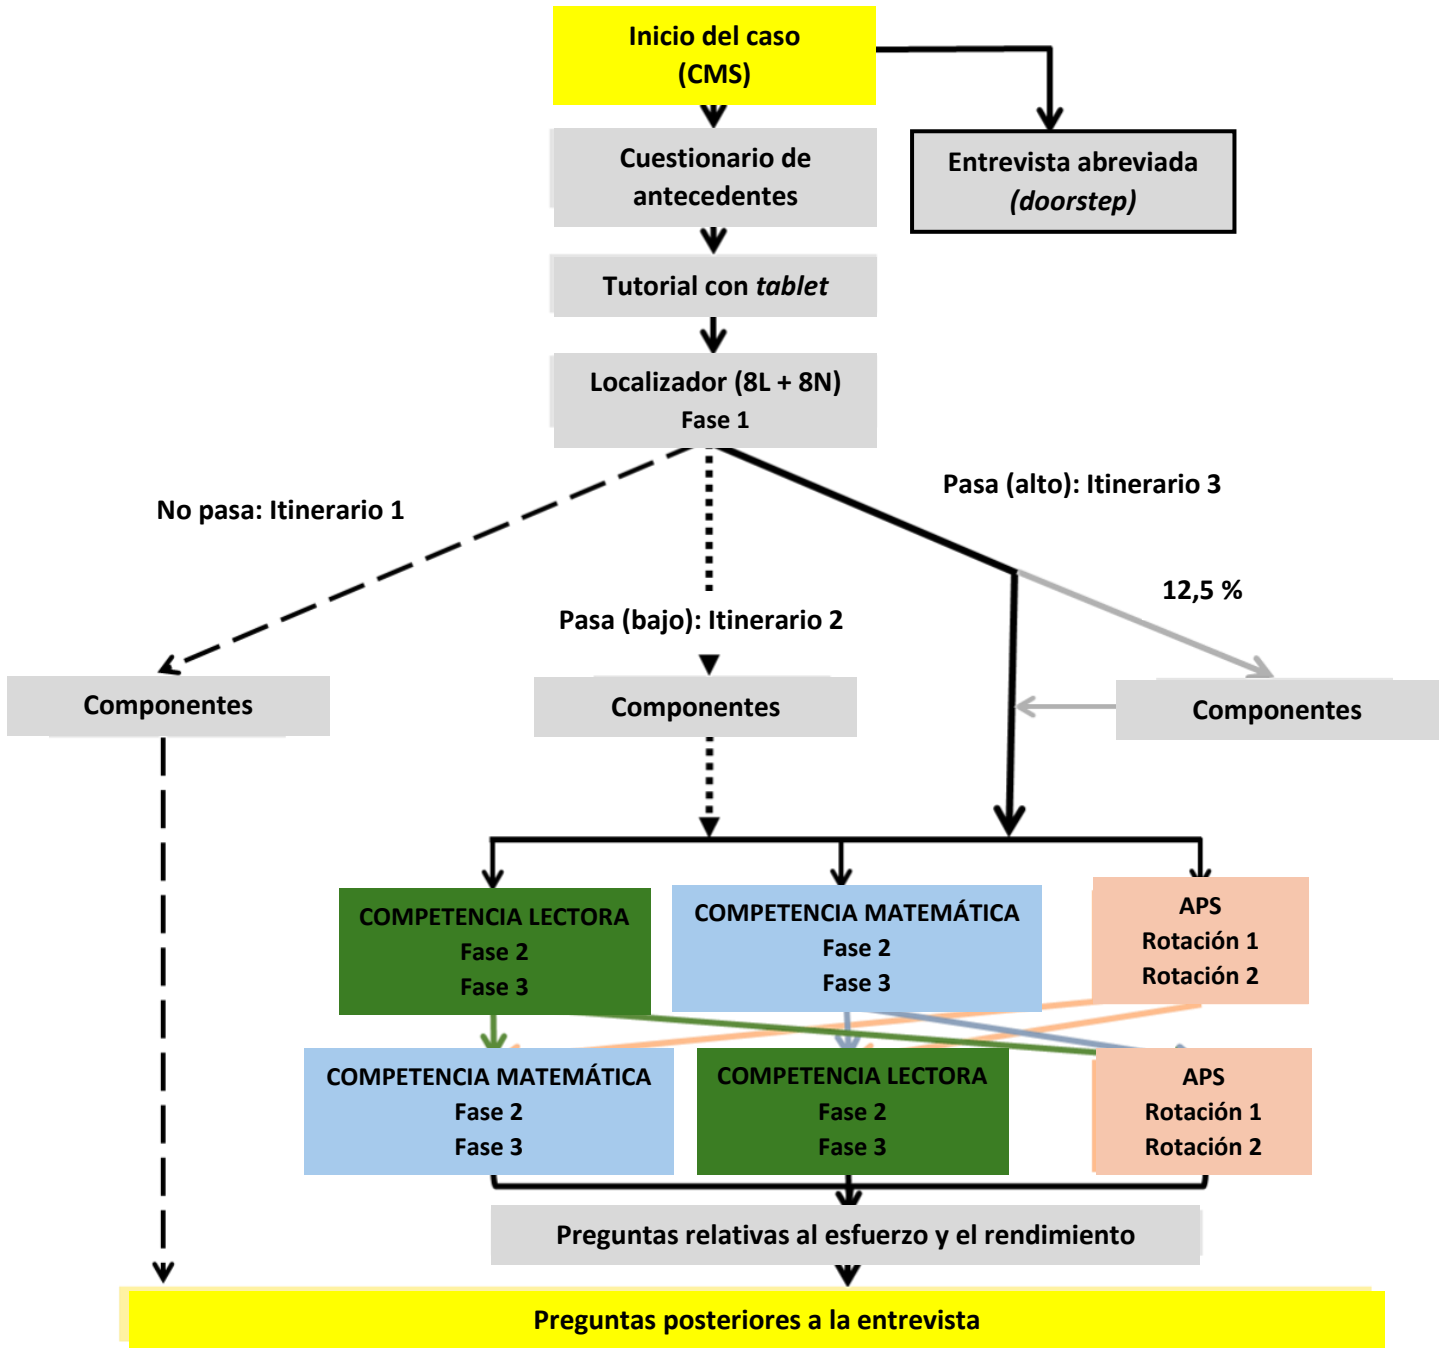 Inicio del caso
(CMS)
Cuestionario de
antecedentes
Entrevista abreviada
(doorstep)
Tutorial con tablet
Localizador (8L + 8N)
Fase 1
No pasa: Itinerario 1
Pasa (alto): Itinerario 3
12,5 %
Pasa (bajo): Itinerario 2
Componentes
Componentes
Componentes
COMPETENCIA LECTORA
Fase 2
Fase 3
COMPETENCIA MATEMÁTICA
Fase 2
Fase 3
APS
Rotación 1
Rotación 2
COMPETENCIA MATEMÁTICA
Fase 2
Fase 3
COMPETENCIA LECTORA
Fase 2
Fase 3
APS
Rotación 1
Rotación 2
Preguntas relativas al esfuerzo y el rendimiento
Preguntas posteriores a la entrevista